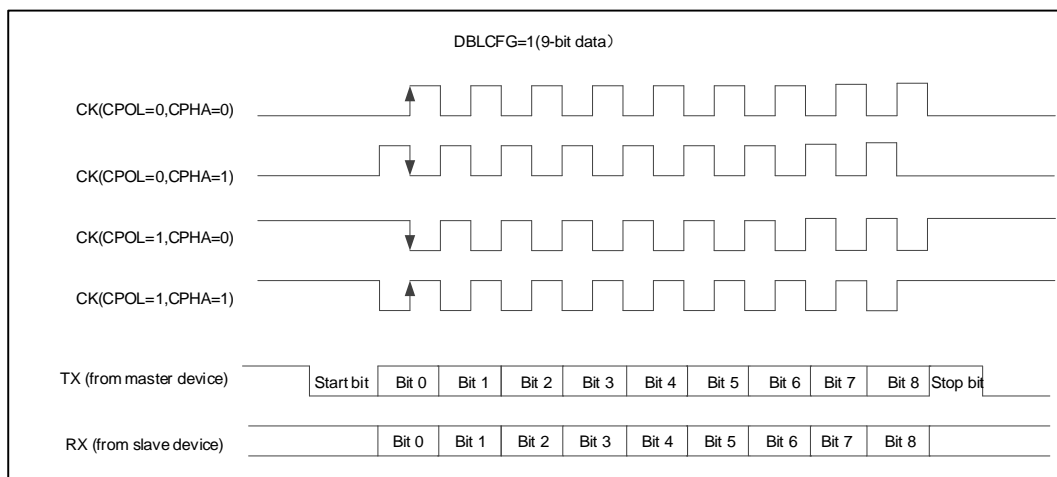 DBLCFG=1(9-bit data）
CK(CPOL=0,CPHA=0)
CK(CPOL=0,CPHA=1)
CK(CPOL=1,CPHA=0)
CK(CPOL=1,CPHA=1)
TX (from master device) Start bit Bit 0 Bit 1 Bit 2 Bit 3 Bit 4 Bit 5 Bit 6 Bit 7 Bit 8 Stop bit
RX (from slave device) Bit 0 Bit 1 Bit 2 Bit 3 Bit 4 Bit 5 Bit 6 Bit 7 Bit 8